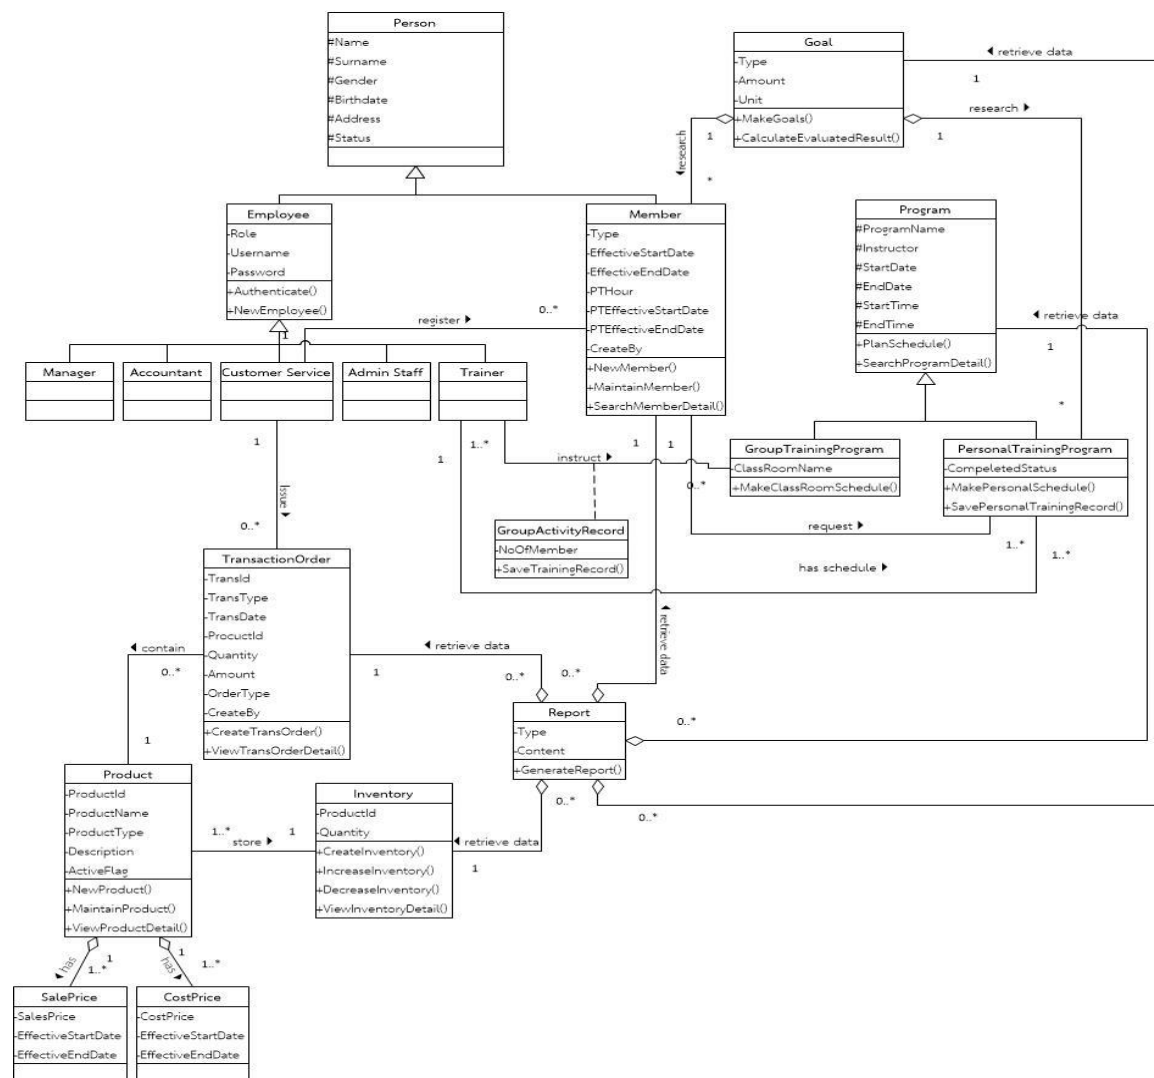 Person
#Name
#Surname
#Gender
#Birthdate
#Address
#Status
Goal
-Type
-Amount
-Unit
+MakeGoals()
+CalculateEvaluatedResult()
◄ retrieve data
1
research ►
1
1
◄research
*
Employee
-Role
-Username
-Password
+Authenticate()
+NewEmployee()
1
Member
-Type
-EffectiveStartDate
-EffectiveEndDate
-PTHour
-PTEffectiveStartDate
-PTEffectiveEndDate
-CreateBy
+NewMember()
+MaintainMember()
+SearchMemberDetail()
register ►
0..*
Program
#ProgramName
#Instructor
#StartDate
#EndDate
#StartTime
#EndTime
+PlanSchedule()
+SearchProgramDetail()
◄ retrieve data
1
*
Manager
Accountant
Customer Service
Admin Staff
Trainer
1
1
1..*
instruct ►
1
1
0..*
GroupTrainingProgram
-ClassRoomName
+MakeClassRoomSchedule()
PersonalTrainingProgram
-CompeletedStatus
+MakePersonalSchedule()
+SavePersonalTrainingRecord()
Issue ►
0..*
GroupActivityRecord
-NoOfMember
+SaveTrainingRecord()
request ►
1..*
1..*
has schedule ►
TransactionOrder
-TransId
-TransType
-TransDate
-ProcuctId
-Quantity
-Amount
-OrderType
-CreateBy
+CreateTransOrder()
+ViewTransOrderDetail()
◄ contain
0..*
1
◄ retrieve data
1
0..*
0..*
retrieve data ►
Report
-Type
-Content
+GenerateReport()
0..*
0..*
0..*
Product
-ProductId
-ProductName
-ProductType
-Description
-ActiveFlag
+NewProduct()
+MaintainProduct()
+ViewProductDetail()
1..*
store ►
1
Inventory
-ProductId
-Quantity
+CreateInventory()
+IncreaseInventory()
+DecreaseInventory()
+ViewInventoryDetail()
◄ retrieve data
1
◄ has
1
1..*
has ►
1
1..*
SalePrice
-SalesPrice
-EffectiveStartDate
-EffectiveEndDate
CostPrice
-CostPrice
-EffectiveStartDate
-EffectiveEndDate